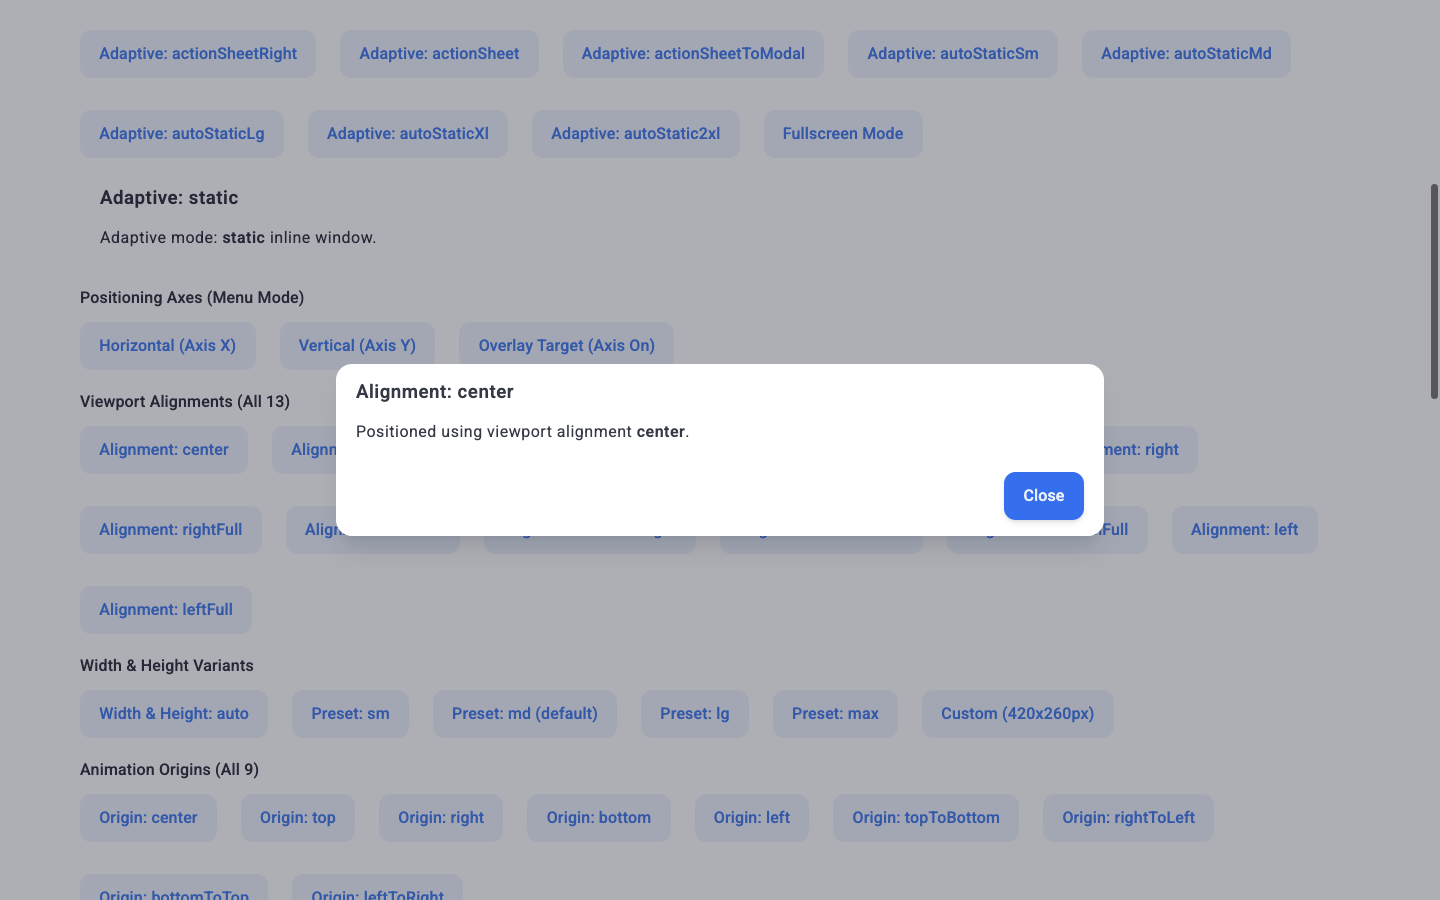 Adaptive: actionSheetRight Adaptive: actionSheet Adaptive: actionSheetToModal Adaptive: autoStaticSm Adaptive: autoStaticMd
Adaptive: autoStaticLg Adaptive: autoStaticXl Adaptive: autoStatic2xl Fullscreen Mode
Adaptive: static
Adaptive mode: static inline window.
Positioning Axes (Menu Mode)
Horizontal (Axis X) Vertical (Axis Y) Overlay Target (Axis On)
Viewport Alignments (All 13)
Alignment: center
Alignment: center
Positioned using viewport alignment center.
Close
right
Alignment: rightFull Alignment: left
Alignment: leftFull
Width & Height Variants
Width & Height: auto Preset: sm Preset: md (default) Preset: lg Preset: max Custom (420x260px)
Animation Origins (All 9)
Origin: center Origin: top Origin: right Origin: bottom Origin: left Origin: topToBottom Origin: rightToLeft
Origin: bottomToTop Origin: leftToRight